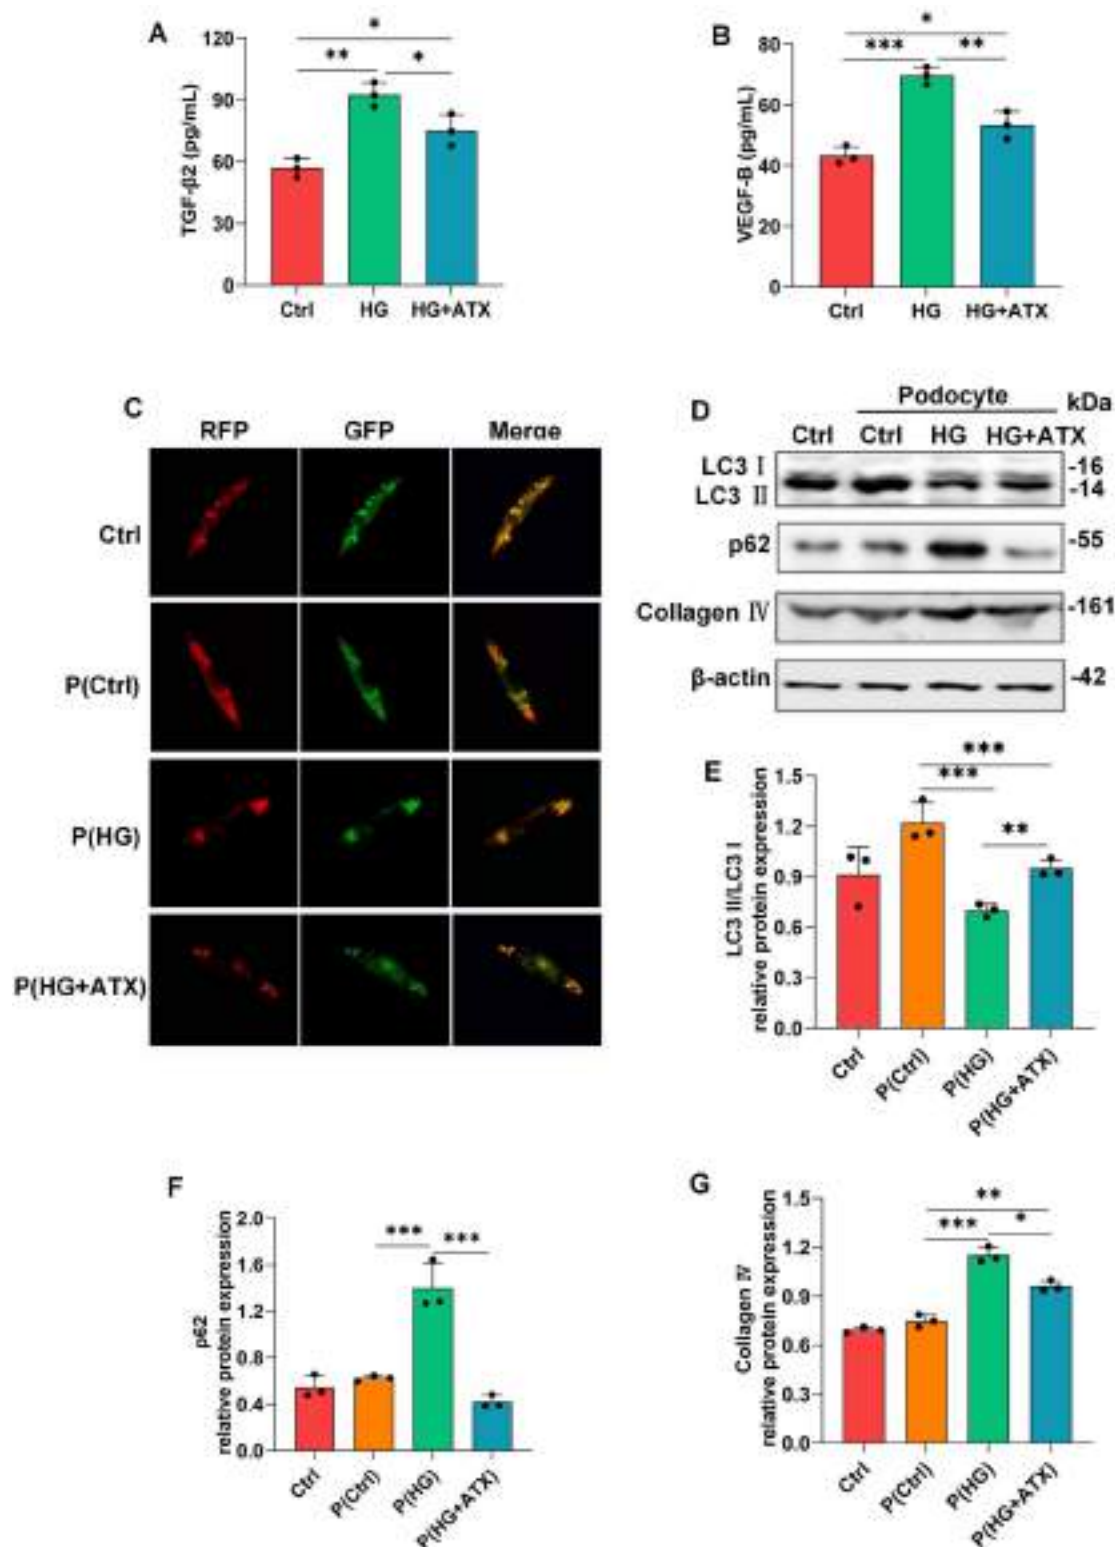 A
TGF-β2 (pg/mL)
120
90
60
30
0
*
** *
Ctrl HG HG+ATX
B
VEGF-B (pg/mL)
80
60
40
20
0
*
*** **
Ctrl HG HG+ATX
C
RFP GFP Merge
Ctrl
P(Ctrl)
P(HG)
P(HG+ATX)
D
Podocyte kDa
Ctrl Ctrl HG HG+ATX
LC3 Ⅰ -16
LC3 Ⅱ -14
p62 -55
Collagen Ⅳ -161
β-actin -42
E
LC3 II/LC3 I
relative protein expression
1.5
1.2
0.9
0.6
0.3
0.0
***
***
**
Ctrl P(Ctrl) P(HG) P(HG+ATX)
F
p62
relative protein expression
2.0
1.6
1.2
0.8
0.4
0.0
*** ***
Ctrl P(Ctrl) P(HG) P(HG+ATX)
G
Collagen Ⅳ
relative protein expression
1.5
1.2
0.9
0.6
0.3
0.0
**
*** *
Ctrl P(Ctrl) P(HG) P(HG+ATX)